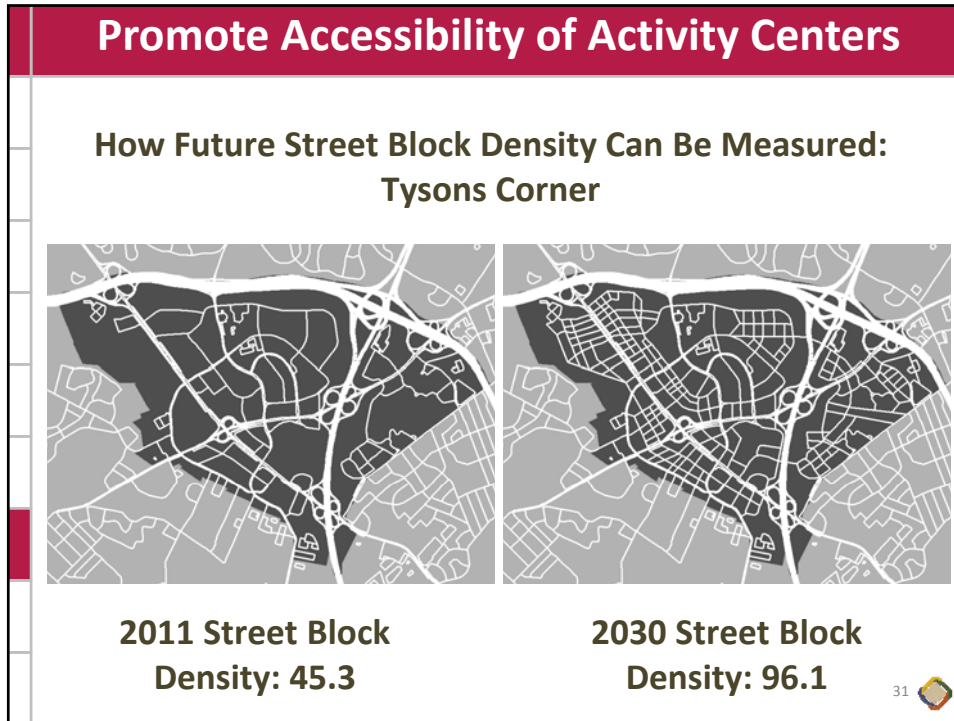 Promote Accessibility of Activity Centers
How Future Street Block Density Can Be Measured:
Tysons Corner
2011 Street Block
Density: 45.3
2030 Street Block
Density: 96.1
31